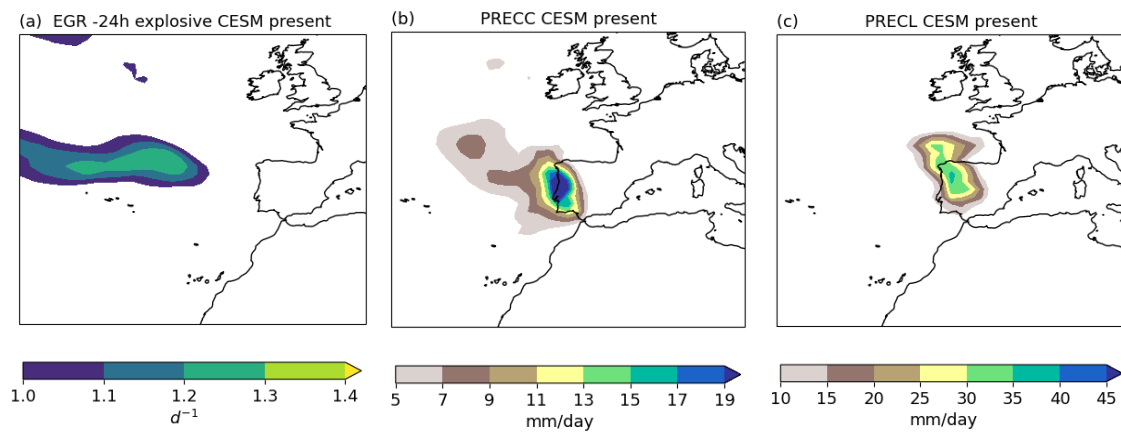 (a) EGR -24h explosive CESM present
(b) PRECC CESM present
(c) PRECL CESM present
1.0 1.1 1.2 1.3 1.4
d⁻¹
5 7 9 11 13 15 17 19
mm/day
10 15 20 25 30 35 40 45
mm/day